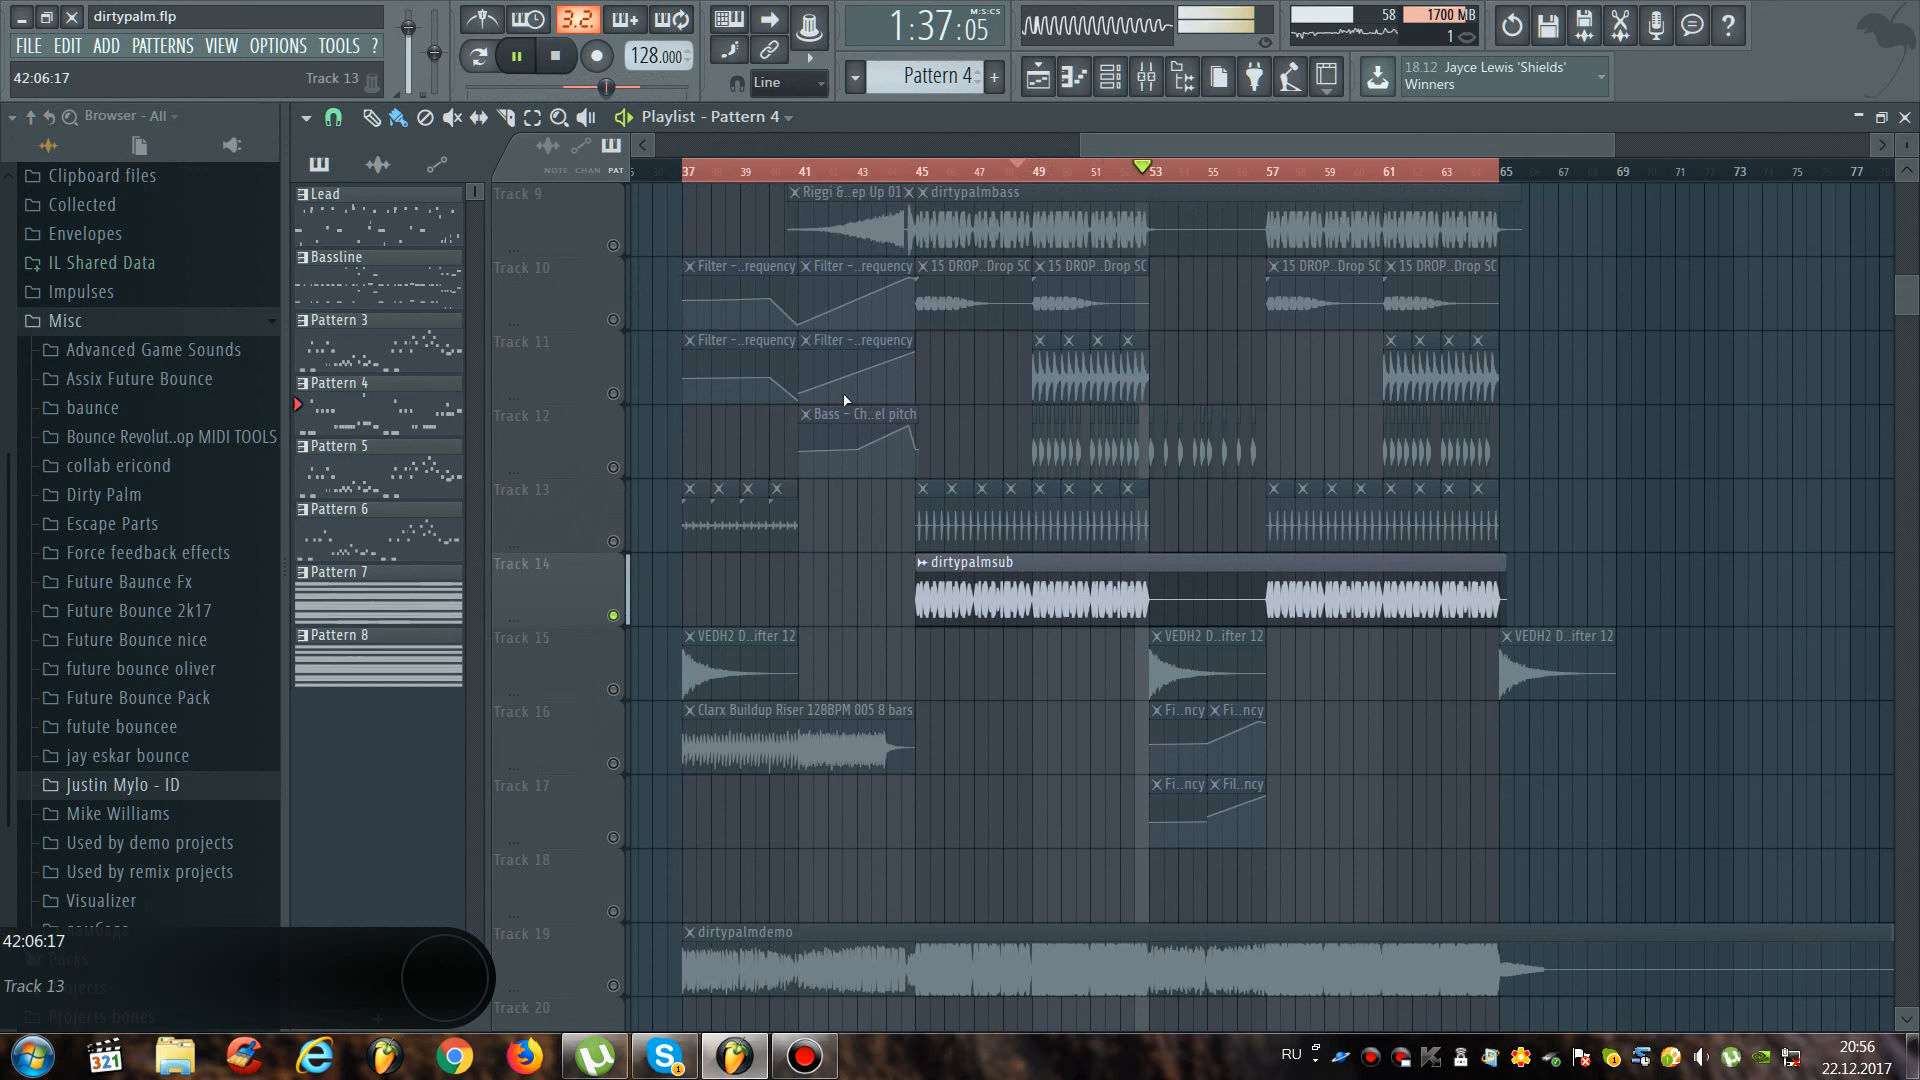 dirtypalm.flp
FILE EDIT ADD PATTERNS VIEW OPTIONS TOOLS ?
42:06:17 Track 13
3.2.
128.000
Line
1:37:05
M:S:CS
Pattern 4
58
1700 MB
1
18.12 Jayce Lewis 'Shields'
Winners
Browser - All
Playlist - Pattern 4
NOTE CHAN PAT
37 39 41 43 45 47 49 51 53 55 57 59 61 63 65 67 69 71 73 75 77
Clipboard files
Collected
Envelopes
IL Shared Data
Impulses
Misc
Advanced Game Sounds
Assix Future Bounce
baunce
Bounce Revolut..op MIDI TOOLS
collab ericond
Dirty Palm
Escape Parts
Force feedback effects
Future Baunce Fx
Future Bounce 2k17
Future Bounce nice
future bounce oliver
Future Bounce Pack
futute bouncee
jay eskar bounce
Justin Mylo - ID
Mike Williams
Used by demo projects
Used by remix projects
Visualizer
Packs
Projects bones
42:06:17
Track 13
Lead
Bassline
Pattern 3
Pattern 4
Pattern 5
Pattern 6
Pattern 7
Pattern 8
Track 9
Riggi &..ep Up 01 dirtypalmbass
Track 10
Filter -..requency Filter -..requency 15 DROP..Drop SC 15 DROP..Drop SC 15 DROP..Drop SC 15 DROP..Drop SC
Track 11
Filter -..requency Filter -..requency
Track 12
Bass - Ch..el pitch
Track 13
Track 14
dirtypalmsub
Track 15
VEDH2 D..ifter 12 VEDH2 D..ifter 12 VEDH2 D..ifter 12
Track 16
Clarx Buildup Riser 128BPM 005 8 bars Fi..ncy Fi..ncy
Track 17
Fi..ncy Fil..ncy
Track 18
Track 19
dirtypalmdemo
Track 20
321
RU
20:56
22.12.2017